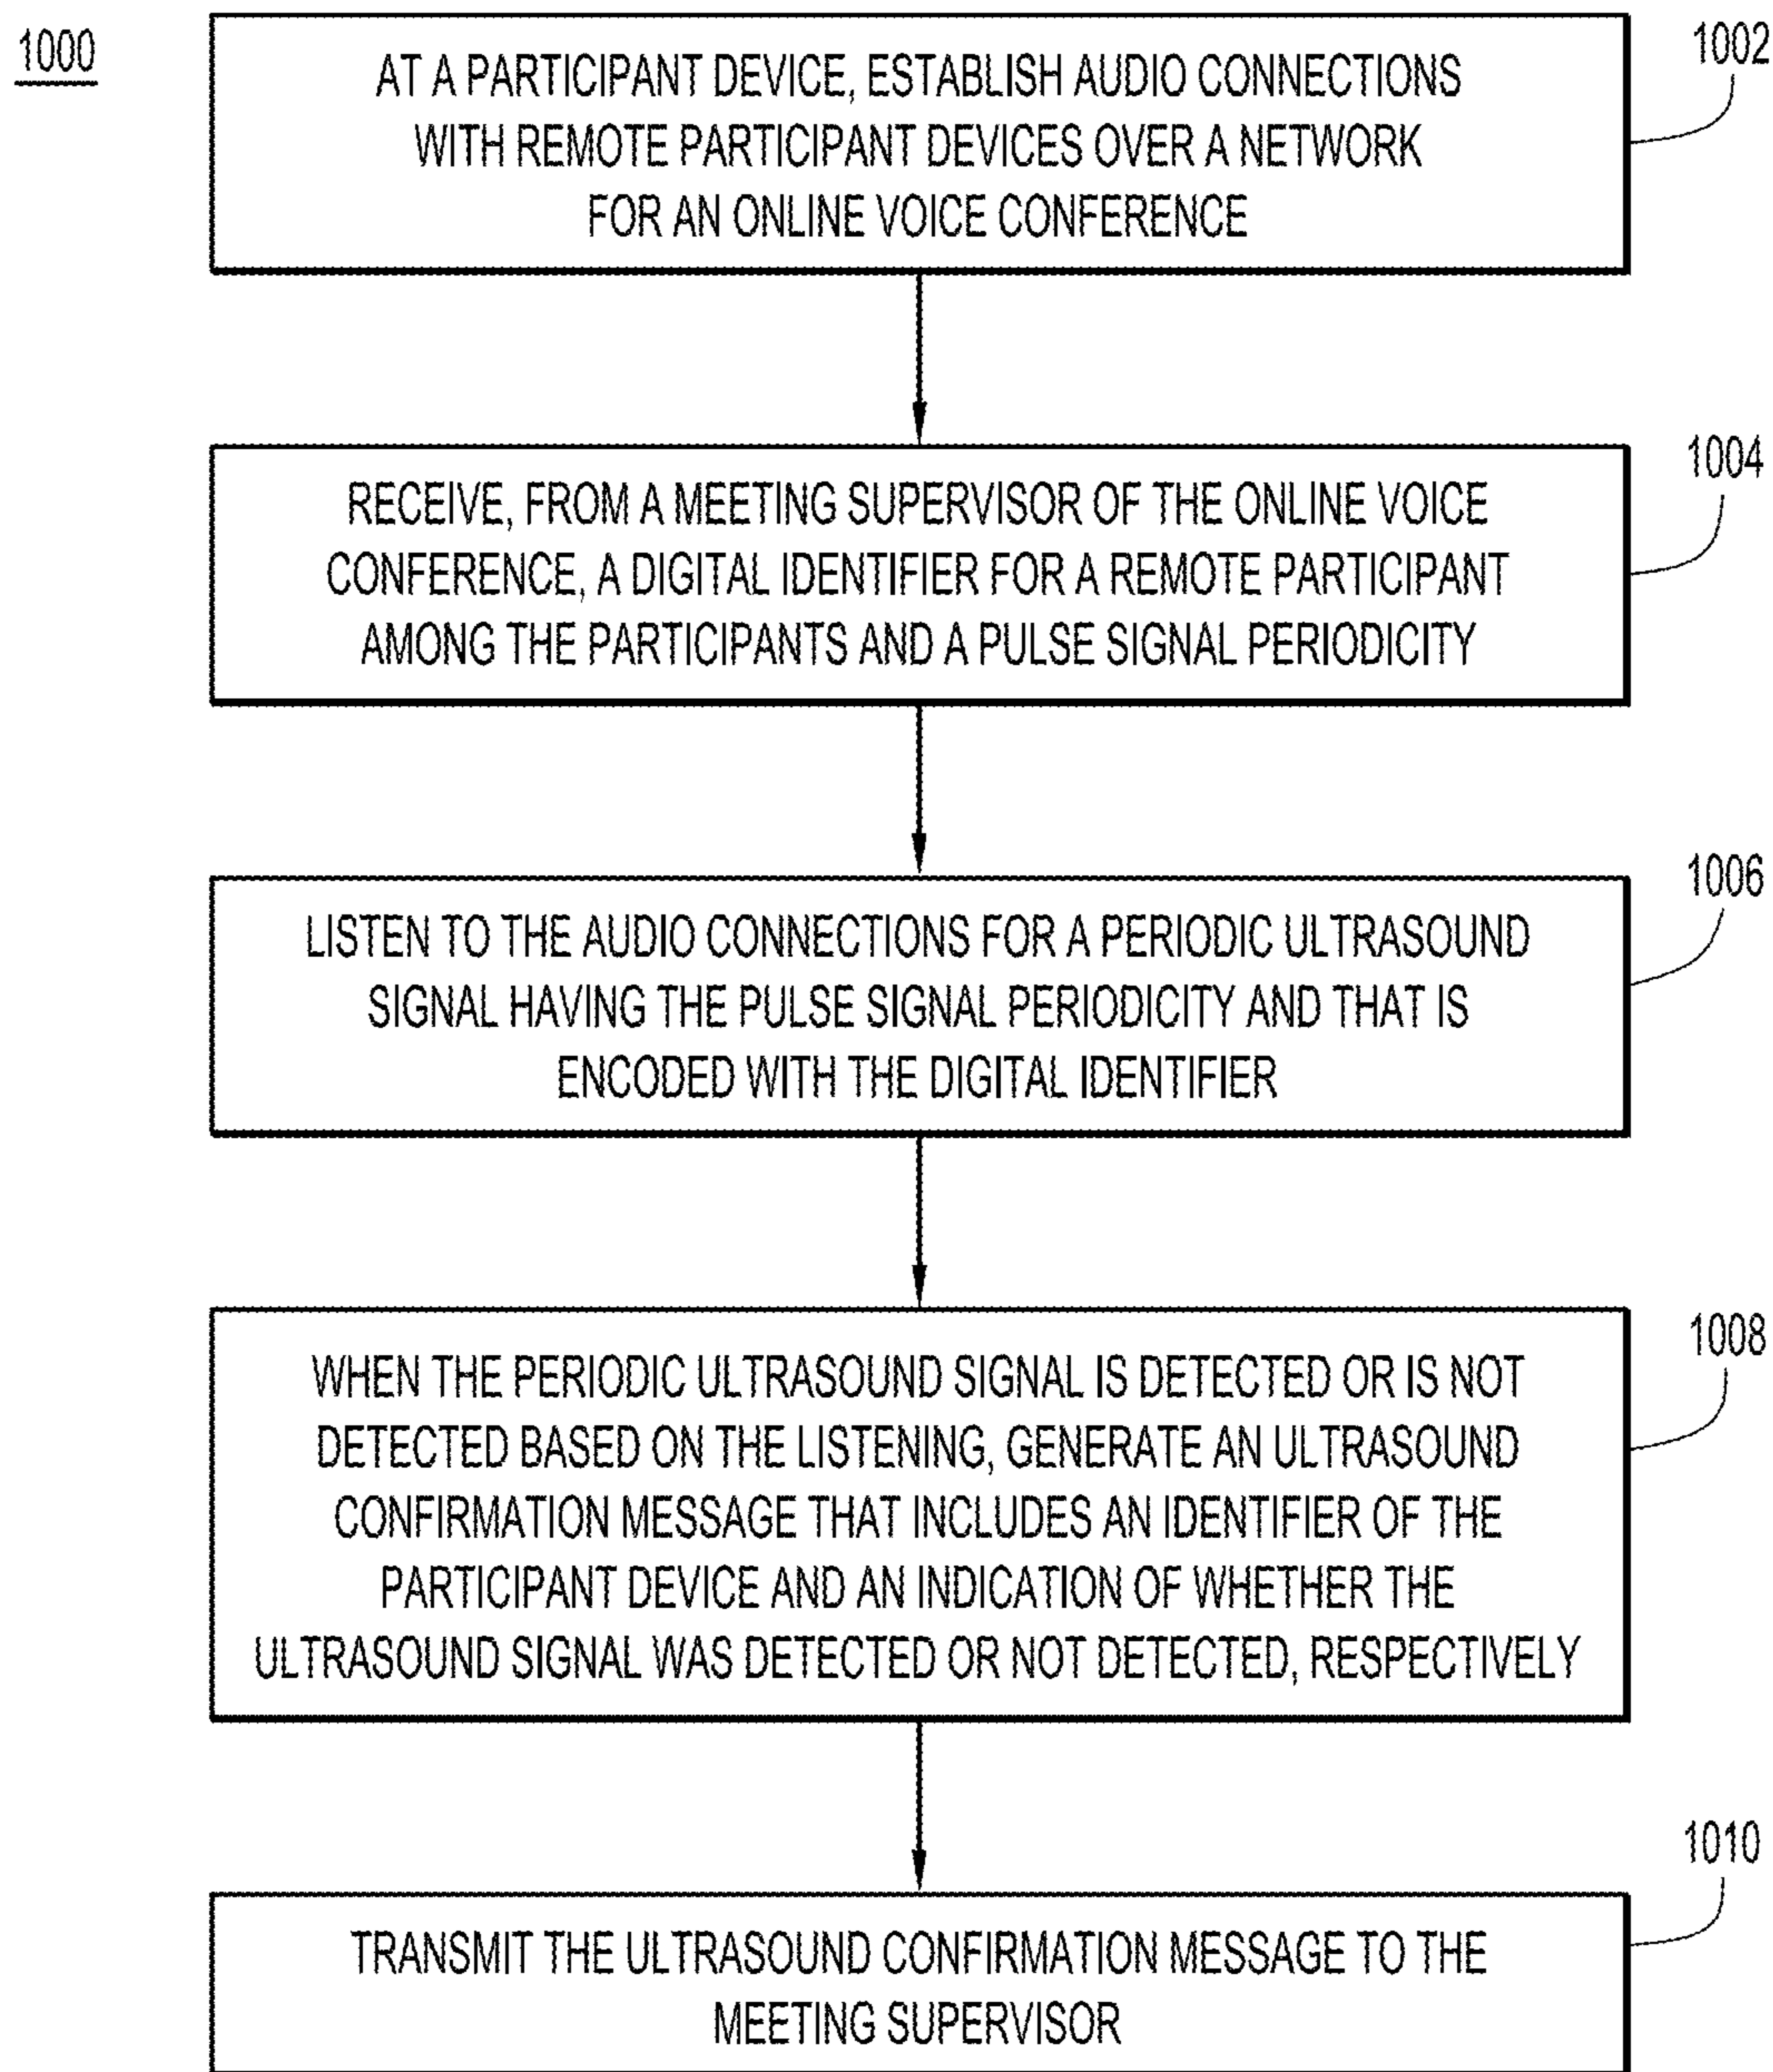 1000
AT A PARTICIPANT DEVICE, ESTABLISH AUDIO CONNECTIONS
WITH REMOTE PARTICIPANT DEVICES OVER A NETWORK
FOR AN ONLINE VOICE CONFERENCE
1002
RECEIVE, FROM A MEETING SUPERVISOR OF THE ONLINE VOICE
CONFERENCE, A DIGITAL IDENTIFIER FOR A REMOTE PARTICIPANT
AMONG THE PARTICIPANTS AND A PULSE SIGNAL PERIODICITY
1004
LISTEN TO THE AUDIO CONNECTIONS FOR A PERIODIC ULTRASOUND
SIGNAL HAVING THE PULSE SIGNAL PERIODICITY AND THAT IS
ENCODED WITH THE DIGITAL IDENTIFIER
1006
WHEN THE PERIODIC ULTRASOUND SIGNAL IS DETECTED OR IS NOT
DETECTED BASED ON THE LISTENING, GENERATE AN ULTRASOUND
CONFIRMATION MESSAGE THAT INCLUDES AN IDENTIFIER OF THE
PARTICIPANT DEVICE AND AN INDICATION OF WHETHER THE
ULTRASOUND SIGNAL WAS DETECTED OR NOT DETECTED, RESPECTIVELY
1008
TRANSMIT THE ULTRASOUND CONFIRMATION MESSAGE TO THE
MEETING SUPERVISOR
1010